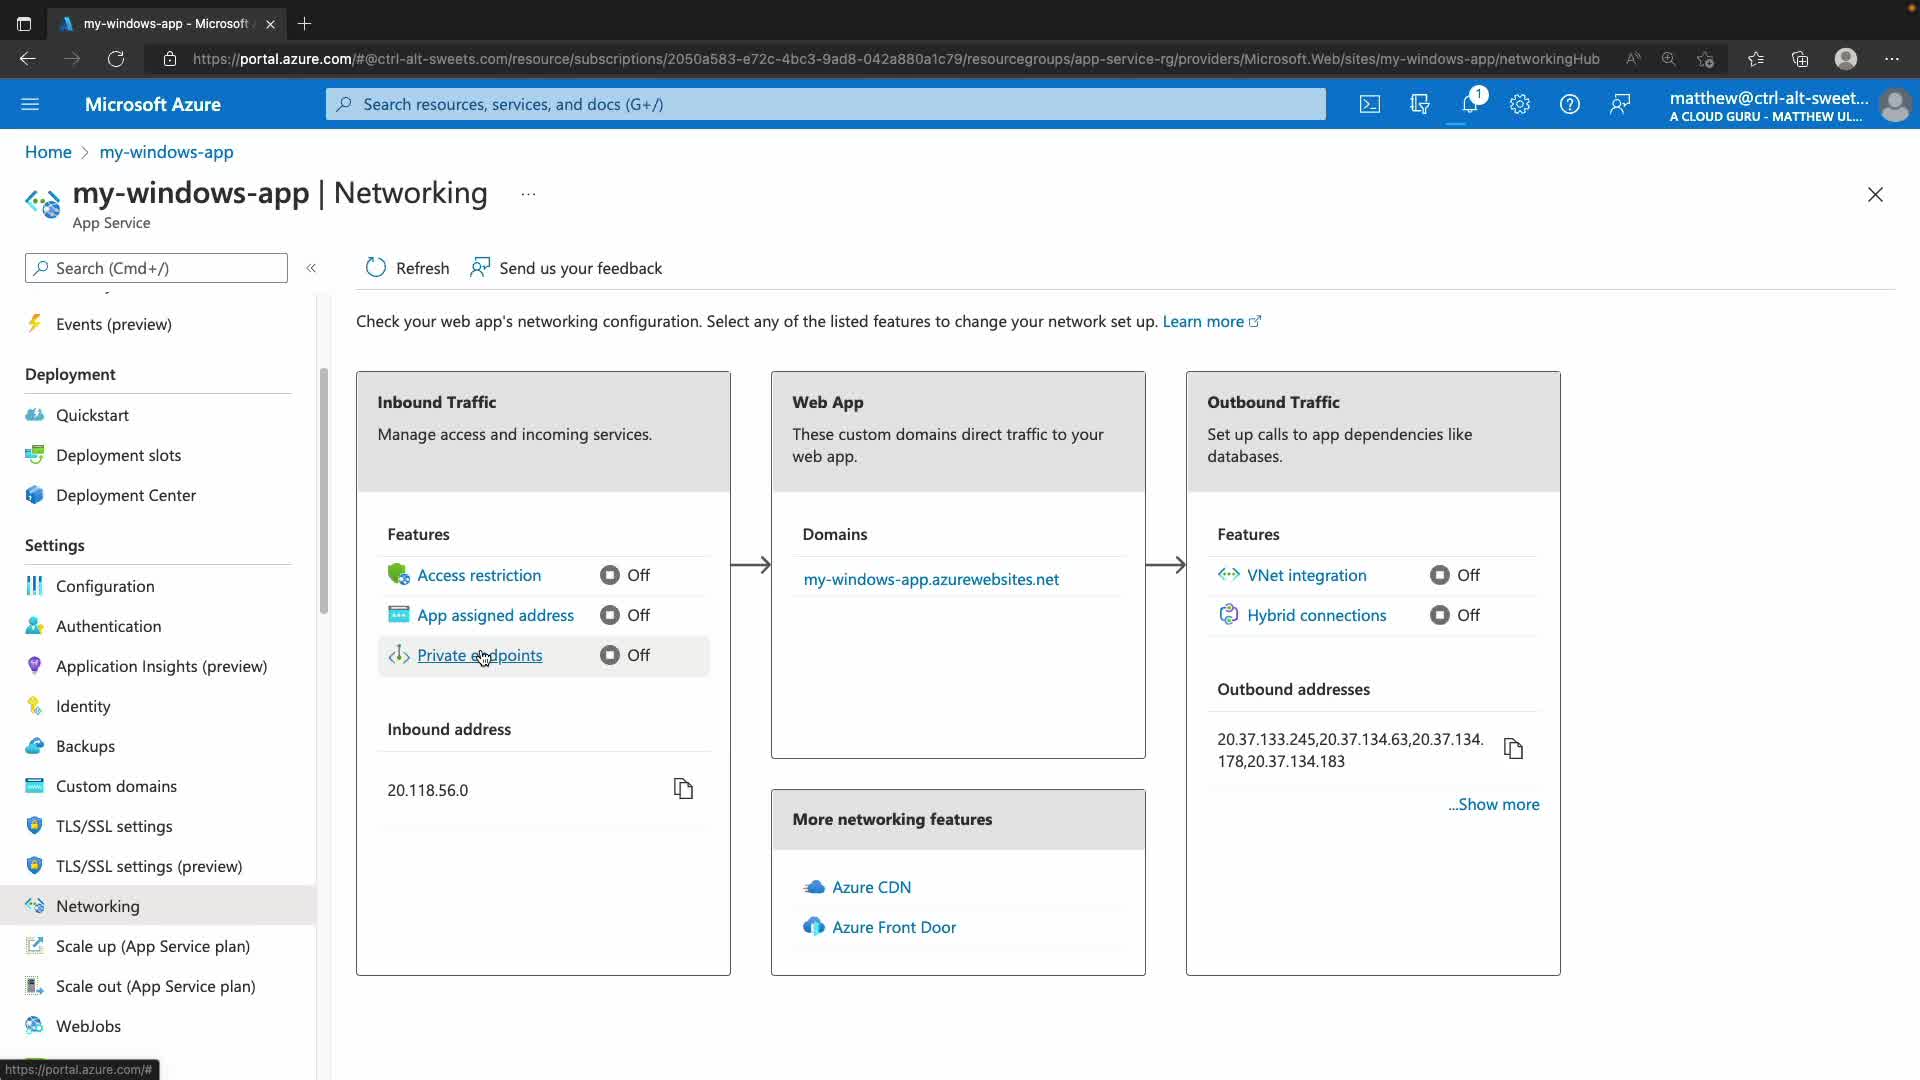 my-windows-app - Microsoft
https://portal.azure.com/#@ctrl-alt-sweets.com/resource/subscriptions/2050a583-e72c-4bc3-9ad8-042a880a1c79/resourcegroups/app-service-rg/providers/Microsoft.Web/sites/my-windows-app/networkingHub
Microsoft Azure
Search resources, services, and docs (G+/)
1
matthew@ctrl-alt-sweet...
A CLOUD GURU - MATTHEW UL...
Home > my-windows-app
my-windows-app | Networking ...
App Service
Search (Cmd+/)
«
Events (preview)
Deployment
Quickstart
Deployment slots
Deployment Center
Settings
Configuration
Authentication
Application Insights (preview)
Identity
Backups
Custom domains
TLS/SSL settings
TLS/SSL settings (preview)
Networking
Scale up (App Service plan)
Scale out (App Service plan)
WebJobs
https://portal.azure.com/#
Refresh
Send us your feedback
Check your web app's networking configuration. Select any of the listed features to change your network set up. Learn more
Inbound Traffic
Manage access and incoming services.
Features
Access restriction Off
App assigned address Off
Private endpoints Off
Inbound address
20.118.56.0
Web App
These custom domains direct traffic to your
web app.
Domains
my-windows-app.azurewebsites.net
More networking features
Azure CDN
Azure Front Door
Outbound Traffic
Set up calls to app dependencies like
databases.
Features
VNet integration Off
Hybrid connections Off
Outbound addresses
20.37.133.245,20.37.134.63,20.37.134.
178,20.37.134.183
...Show more